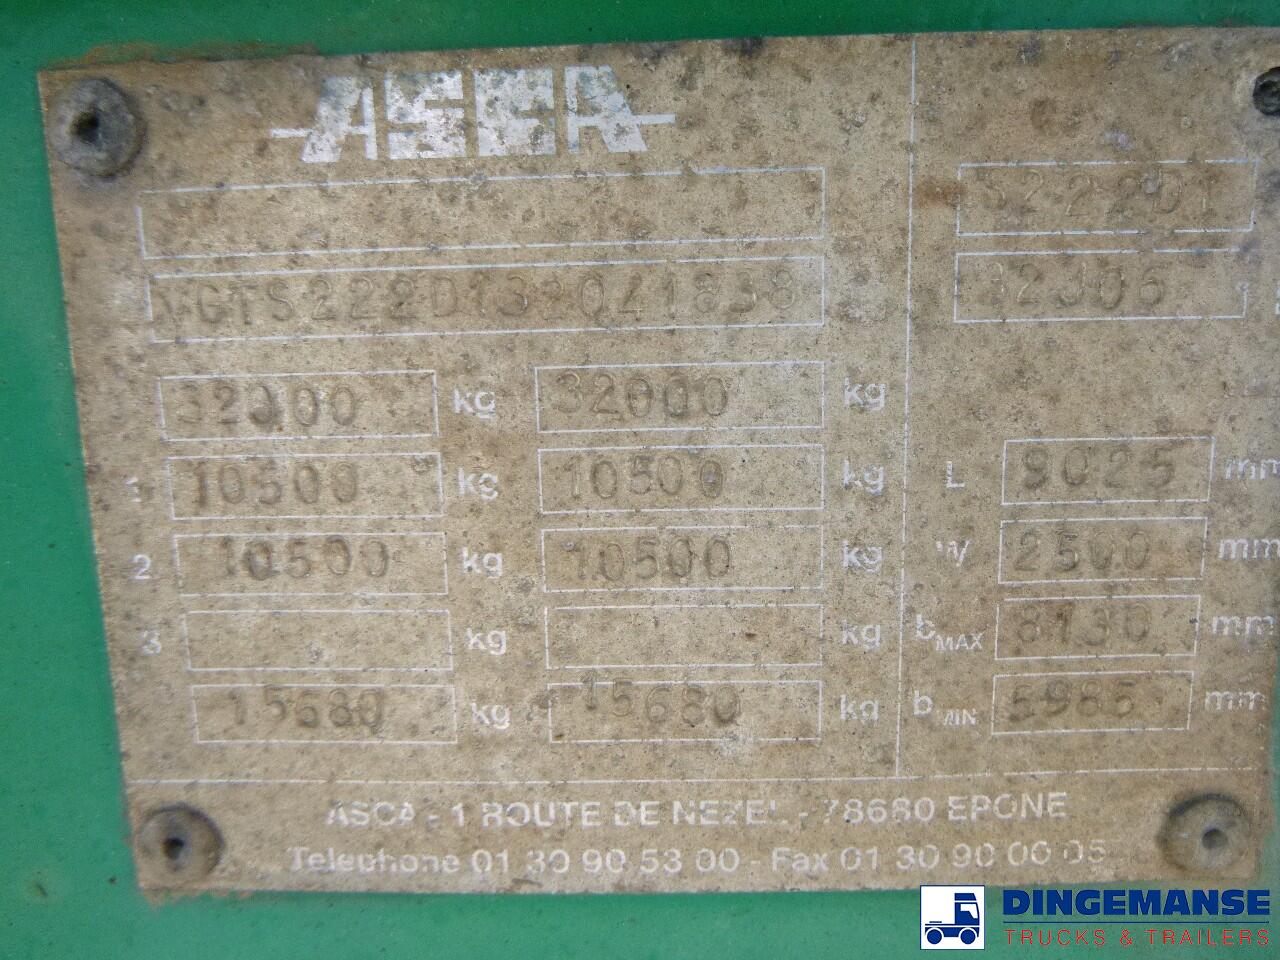 ASCA
S222D1
VGTS222D132041838
32J06
32000 kg 32000 kg
1 10500 kg 10500 kg L 9025 mm
2 10500 kg 10500 kg W 2500 mm
3 kg kg bMAX 8130 mm
15680 kg 15680 kg bMIN 5985 mm
ASCA - 1 ROUTE DE NEZEL - 78680 EPONE
Telephone 01 30 90 53 00 - Fax 01 30 90 06 05
DINGEMANSE
TRUCKS & TRAILERS